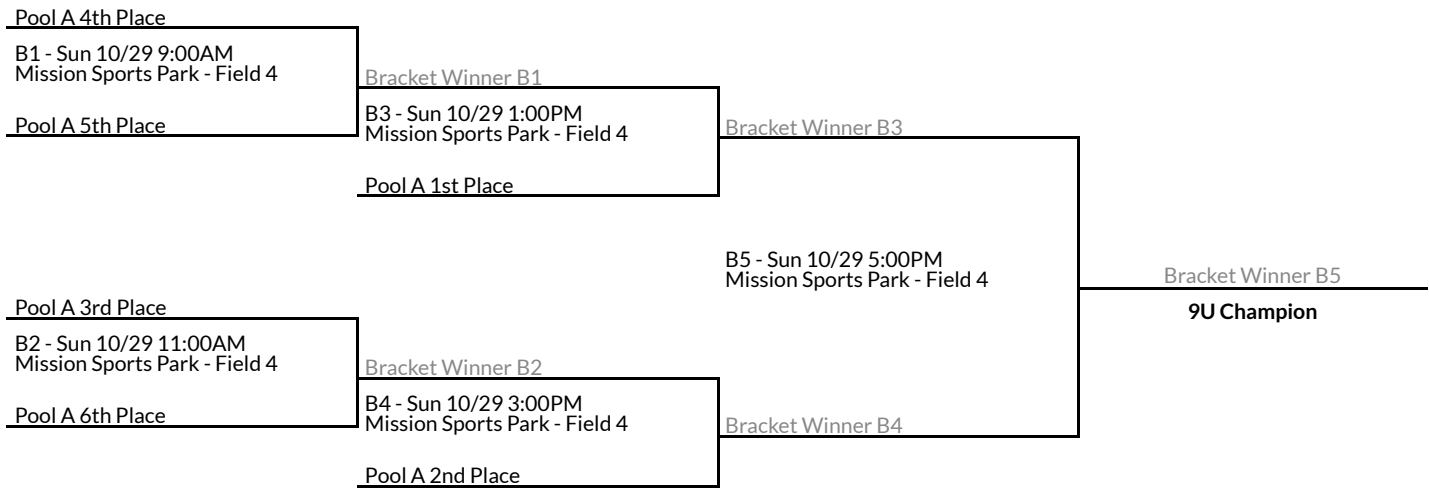 Pool A 4th Place
B1 - Sun 10/29 9:00AM
Mission Sports Park - Field 4
Pool A 5th Place
Bracket Winner B1
B3 - Sun 10/29 1:00PM
Mission Sports Park - Field 4
Pool A 1st Place
Bracket Winner B3
B5 - Sun 10/29 5:00PM
Mission Sports Park - Field 4
Pool A 3rd Place
B2 - Sun 10/29 11:00AM
Mission Sports Park - Field 4
Pool A 6th Place
Bracket Winner B2
B4 - Sun 10/29 3:00PM
Mission Sports Park - Field 4
Pool A 2nd Place
Bracket Winner B4
Bracket Winner B5
9U Champion